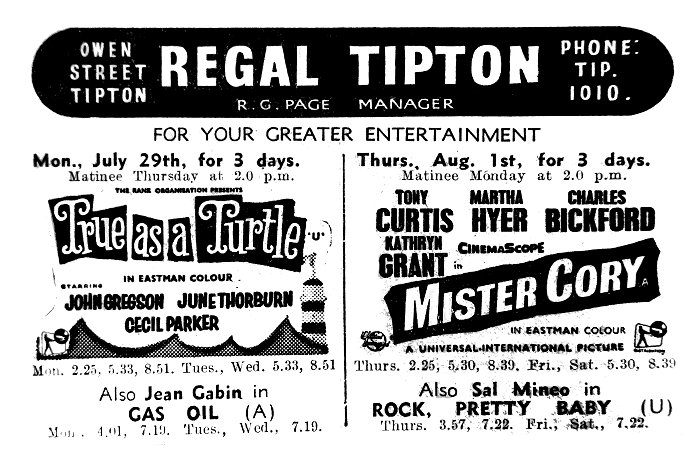 OWEN STREET TIPTON
REGAL TIPTON
PHONE: TIP. 1010.
R. G. PAGE MANAGER
FOR YOUR GREATER ENTERTAINMENT
Mon., July 29th, for 3 days.
Matinee Thursday at 2.0 p.m.
THE RANK ORGANISATION PRESENTS
True as a Turtle
"U"
IN EASTMAN COLOUR
STARRING
JOHN GREGSON JUNE THORBURN
CECIL PARKER
Mon. 2.25, 5.33, 8.51. Tues., Wed. 5.33, 8.51
Also Jean Gabin in
GAS OIL (A)
Mon. 4.01, 7.19. Tues., Wed., 7.19.
Thurs., Aug. 1st, for 3 days.
Matinee Monday at 2.0 p.m.
TONY CURTIS
MARTHA HYER
CHARLES BICKFORD
KATHRYN GRANT in
CINEMASCOPE
MISTER CORY
A
IN EASTMAN COLOUR
A UNIVERSAL-INTERNATIONAL PICTURE
Thurs. 2.25, 5.30, 8.39. Fri., Sat. 5.30, 8.39
Also Sal Mineo in
ROCK, PRETTY BABY (U)
Thurs. 3.57, 7.22. Fri., Sat., 7.22.